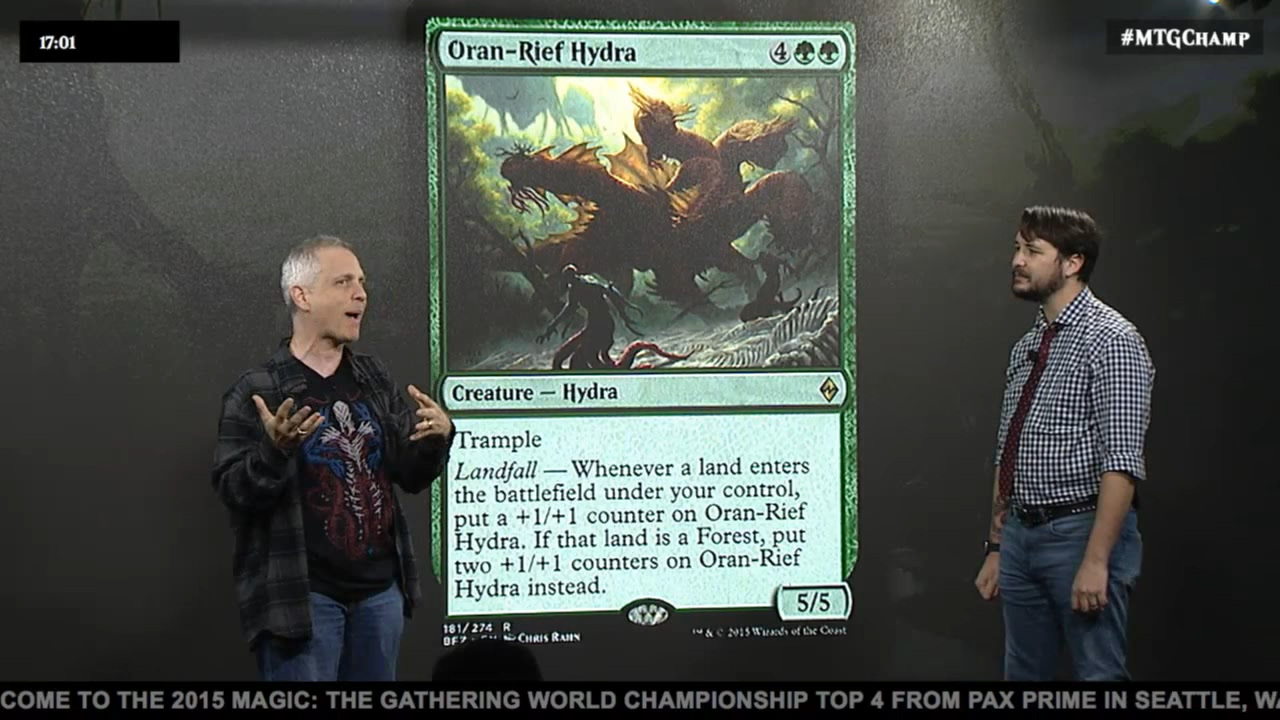 17:01
#MTGCHAMP
Oran-Rief Hydra 4
Creature — Hydra
Trample
Landfall — Whenever a land enters
the battlefield under your control,
put a +1/+1 counter on Oran-Rief
Hydra. If that land is a Forest, put
two +1/+1 counters on Oran-Rief
Hydra instead.
5/5
181/274 R
BFZ CHRIS RAHN
™ & © 2015 Wizards of the Coast
COME TO THE 2015 MAGIC: THE GATHERING WORLD CHAMPIONSHIP TOP 4 FROM PAX PRIME IN SEATTLE, WA